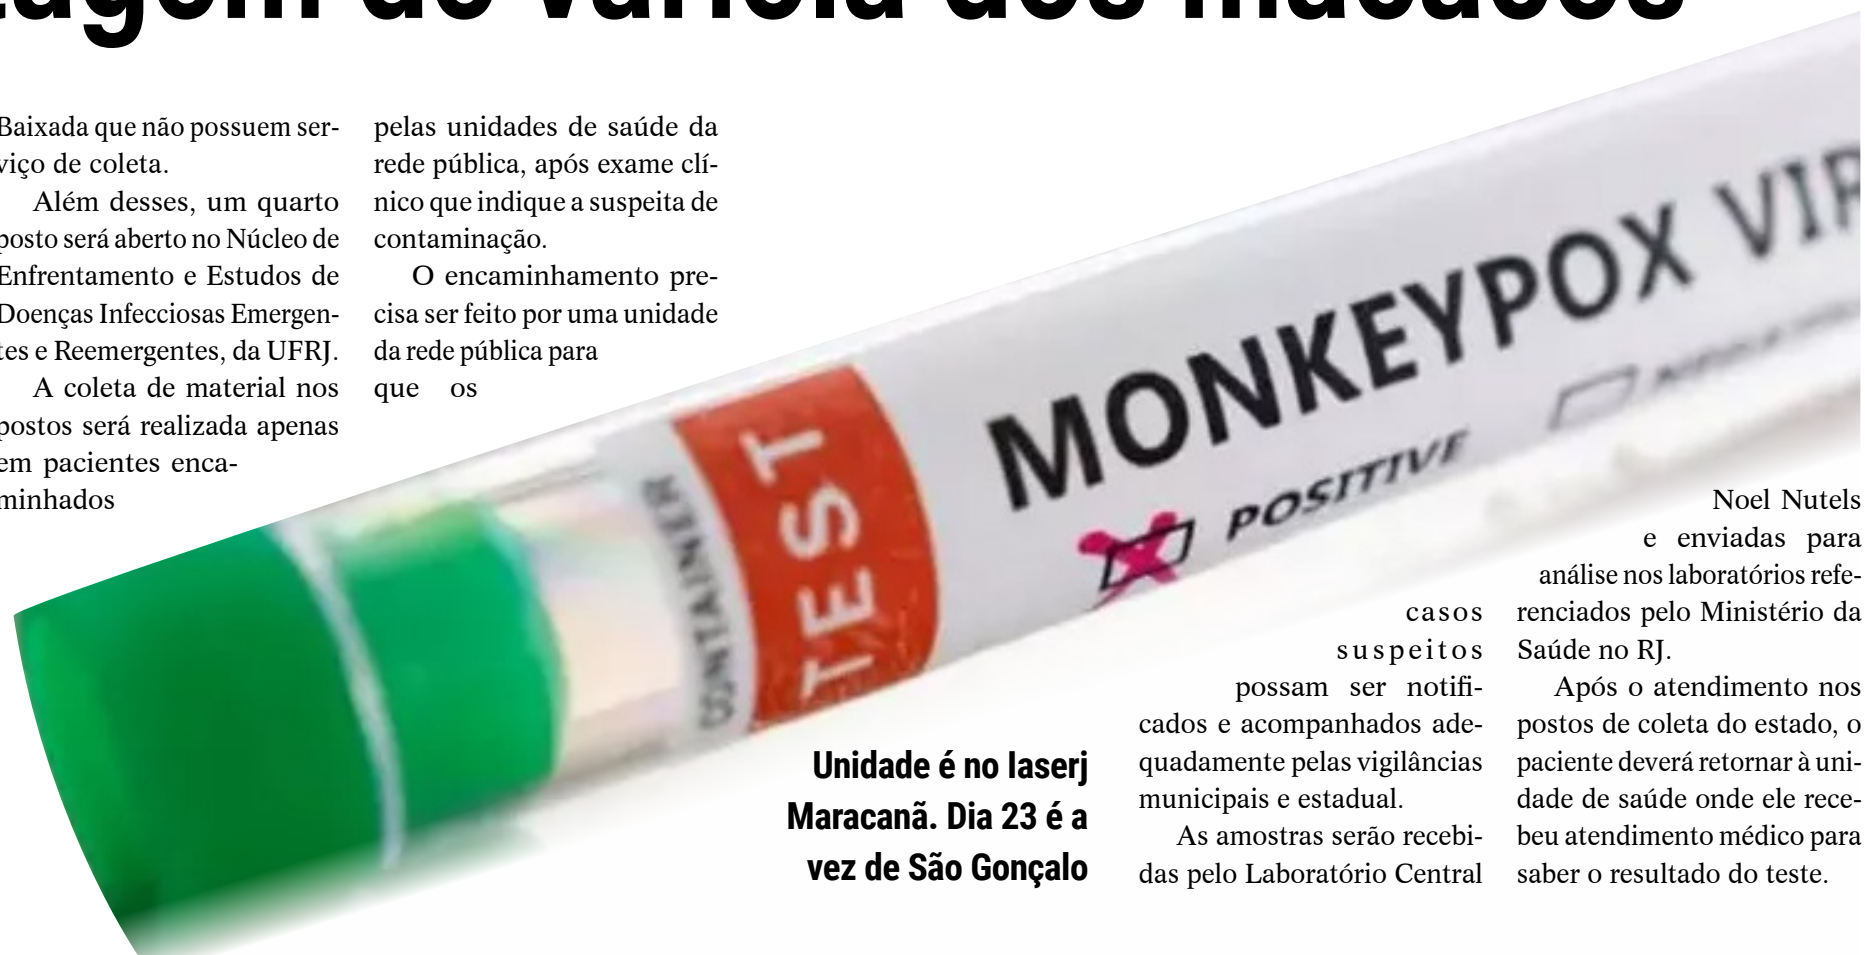 varíola dos macacos
Baixada que não possuem ser-
viço de coleta.
Além desses, um quarto
posto será aberto no Núcleo de
Enfrentamento e Estudos de
Doenças Infecciosas Emergen-
tes e Reemergentes, da UFRJ.
A coleta de material nos
postos será realizada apenas
em pacientes enca-
minhados
pelas unidades de saúde da
rede pública, após exame clí-
nico que indique a suspeita de
contaminação.
O encaminhamento pre-
cisa ser feito por uma unidade
da rede pública para
que os
CONTAINER
TEST
MONKEYPOX
POSITIVE
Unidade é no Iaserj
Maracanã. Dia 23 é a
vez de São Gonçalo
casos
suspeitos
possam ser notifi-
cados e acompanhados ade-
quadamente pelas vigilâncias
municipais e estadual.
As amostras serão recebi-
das pelo Laboratório Central
Noel Nutels
e enviadas para
análise nos laboratórios refe-
renciados pelo Ministério da
Saúde no RJ.
Após o atendimento nos
postos de coleta do estado, o
paciente deverá retornar à uni-
dade de saúde onde ele rece-
beu atendimento médico para
saber o resultado do teste.